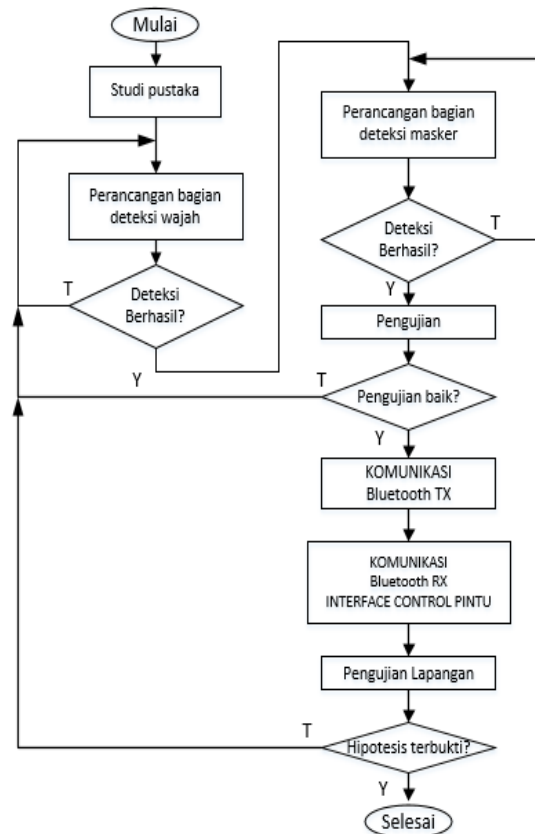 Mulai
Studi pustaka
Perancangan bagian
deteksi wajah
T
Deteksi
Berhasil?
Y
Perancangan bagian
deteksi masker
Deteksi
Berhasil?
T
Y
Pengujian
T
Pengujian baik?
Y
KOMUNIKASI
Bluetooth TX
KOMUNIKASI
Bluetooth RX
INTERFACE CONTROL PINTU
Pengujian Lapangan
T
Hipotesis terbukti?
Y
Selesai